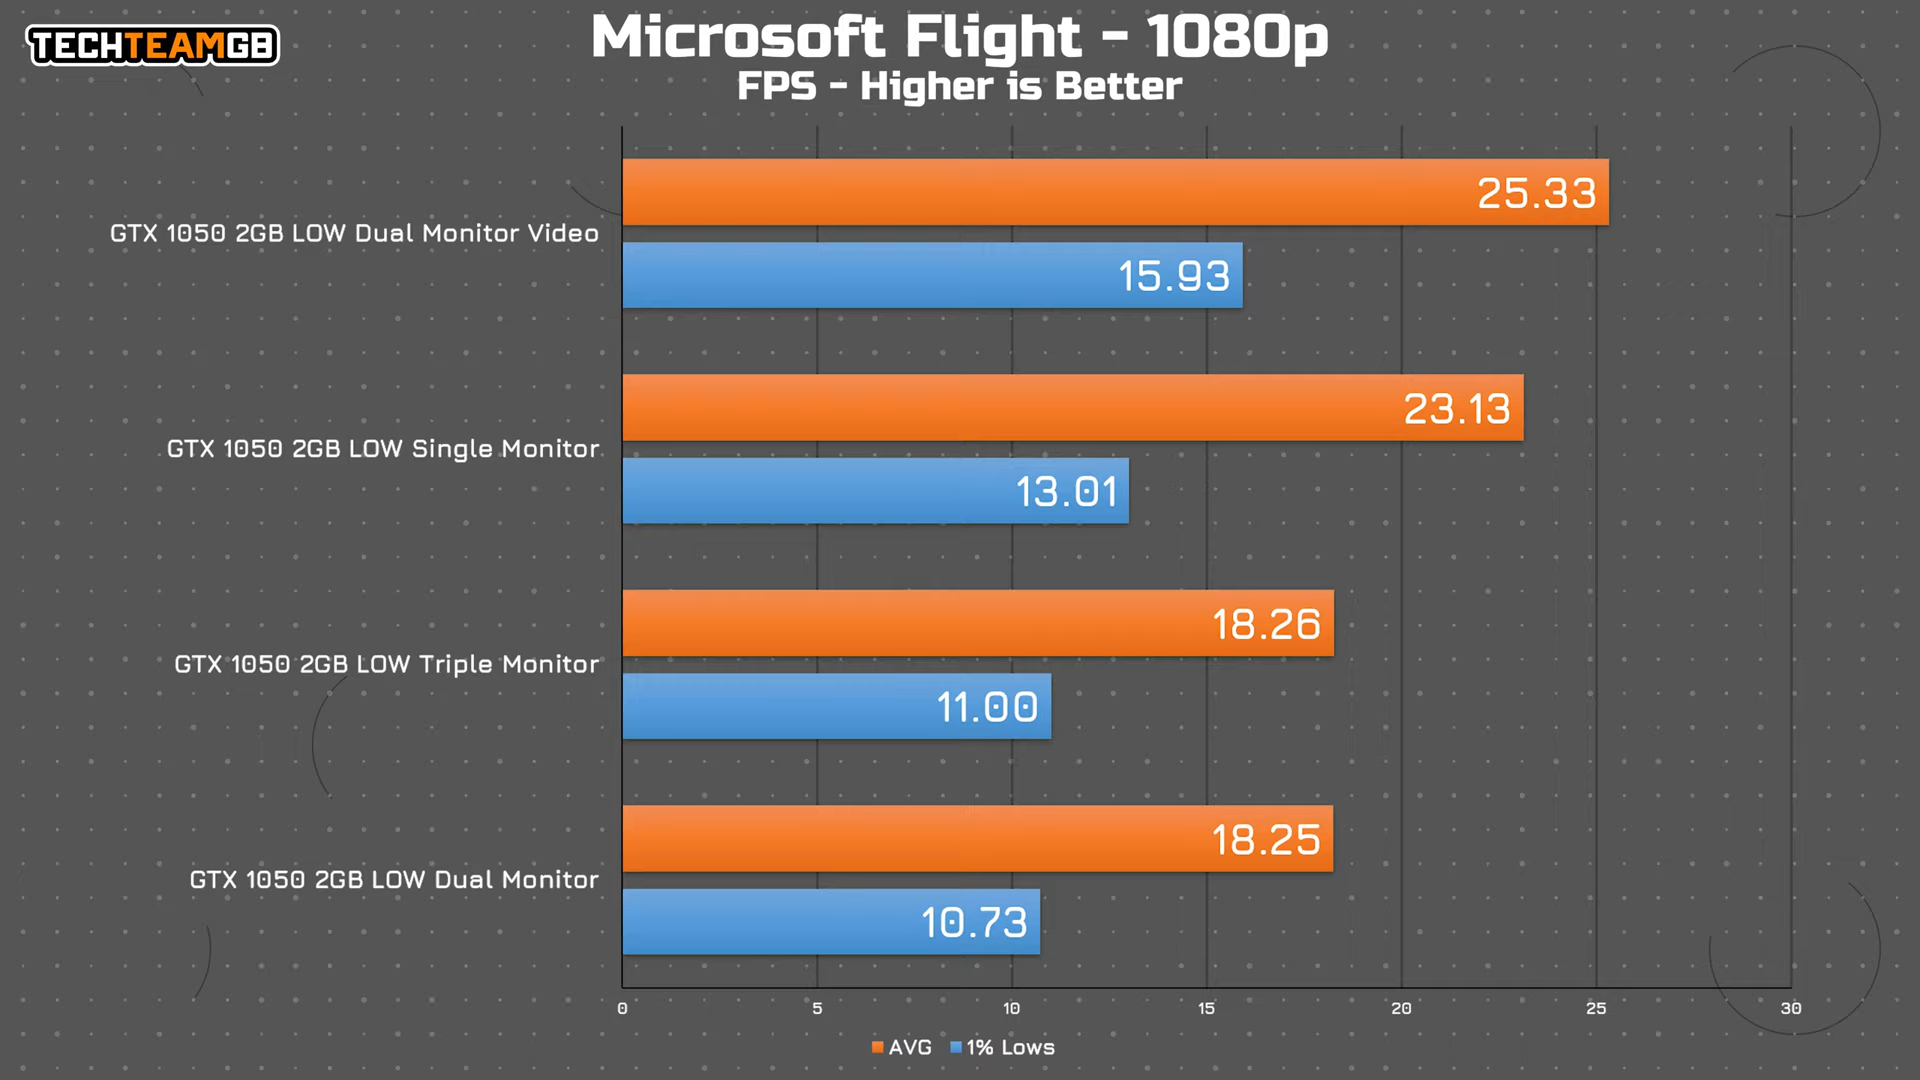 TECHTEAMGB
Microsoft Flight - 1080p
FPS - Higher is Better
GTX 1050 2GB LOW Dual Monitor Video
25.33
15.93
GTX 1050 2GB LOW Single Monitor
23.13
13.01
GTX 1050 2GB LOW Triple Monitor
18.26
11.00
GTX 1050 2GB LOW Dual Monitor
18.25
10.73
0 5 10 15 20 25 30
AVG 1% Lows